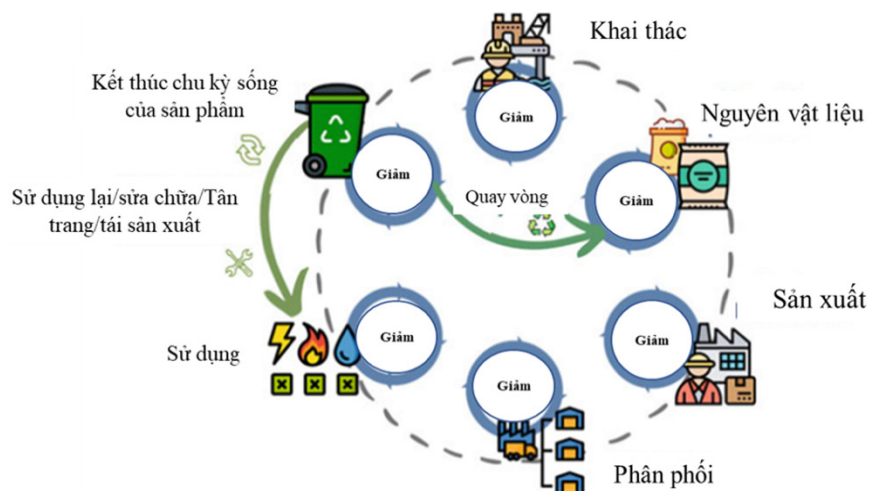 Khai thác
Kết thúc chu kỳ sống
của sản phẩm
Giảm
Nguyên vật liệu
Giảm
Quay vòng
Giảm
Sử dụng lại/sửa chữa/Tân
trang/tái sản xuất
Sản xuất
Giảm
Giảm
Sử dụng
Giảm
Phân phối